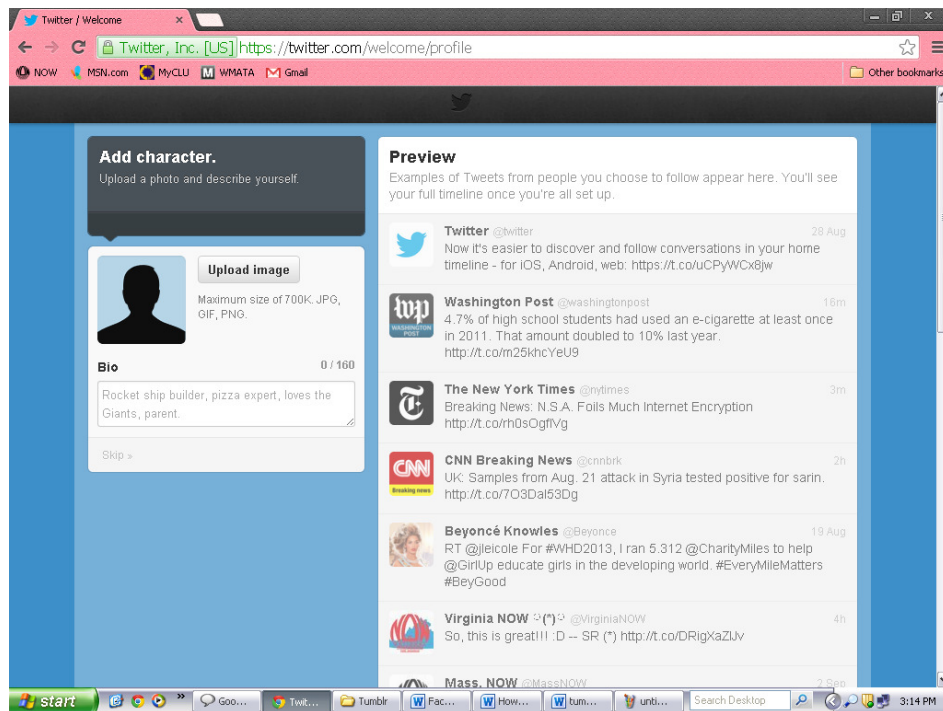 Twitter / Welcome
Twitter, Inc. [US] https://twitter.com/welcome/profile
NOW MSN.com MyCLU WMATA Gmail Other bookmarks
Add character.
Upload a photo and describe yourself.
Upload image
Maximum size of 700K. JPG,
GIF, PNG.
Bio 0 / 160
Rocket ship builder, pizza expert, loves the
Giants, parent.
Skip »
Preview
Examples of Tweets from people you choose to follow appear here. You'll see
your full timeline once you're all set up.
Twitter @twitter 28 Aug
Now it's easier to discover and follow conversations in your home
timeline - for iOS, Android, web: https://t.co/uCPyWCx8jw
wp
WASHINGTON
POST
Washington Post @washingtonpost 16m
4.7% of high school students had used an e-cigarette at least once
in 2011. That amount doubled to 10% last year.
http://t.co/m25khcYeU9
The New York Times @nytimes 3m
Breaking News: N.S.A. Foils Much Internet Encryption
http://t.co/rh0sOgflVg
CNN
Breaking news
CNN Breaking News @cnnbrk 2h
UK: Samples from Aug. 21 attack in Syria tested positive for sarin.
http://t.co/7O3Dal53Dg
Beyoncé Knowles @Beyonce 19 Aug
RT @jleicole For #WHD2013, I ran 5.312 @CharityMiles to help
@GirlUp educate girls in the developing world. #EveryMileMatters
#BeyGood
Virginia NOW (*) @VirginiaNOW 4h
So, this is great!!! :D -- SR (*) http://t.co/DRigXaZlJv
Mass. NOW @MassNOW 2 Sep
start Goo... Twit... Tumblr Fac... How... tum... unti... Search Desktop 3:14 PM